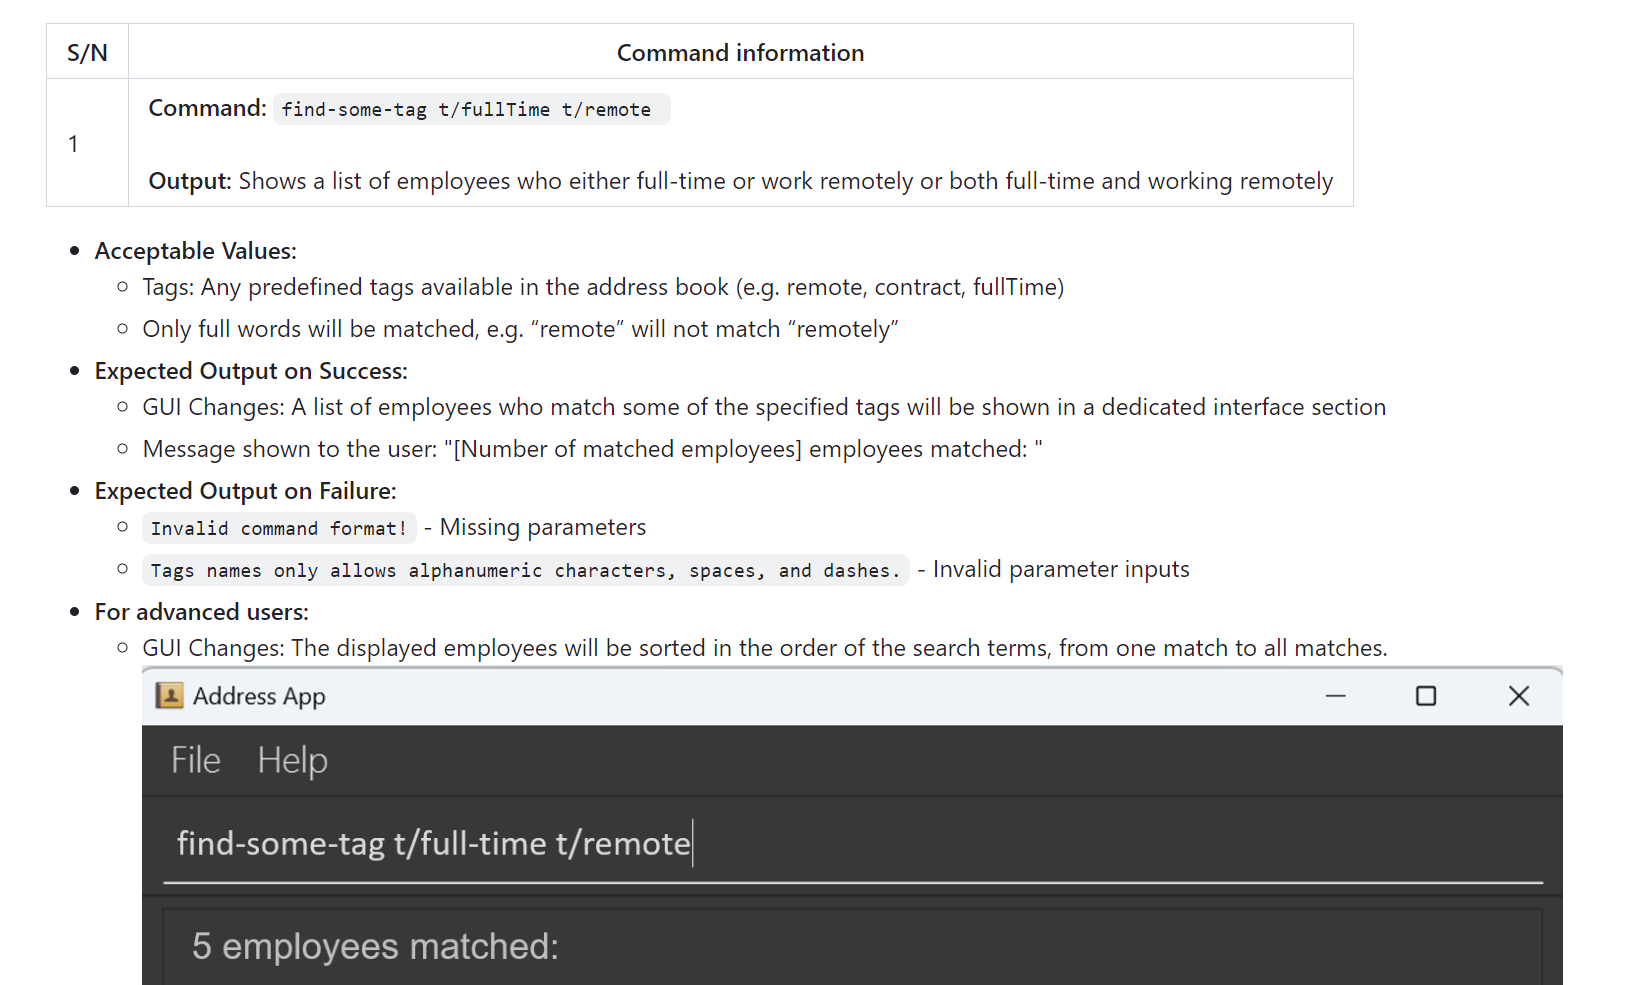 S/N Command information
Command: find-some-tag t/fullTime t/remote
1
Output: Shows a list of employees who either full-time or work remotely or both full-time and working remotely
Acceptable Values:
Tags: Any predefined tags available in the address book (e.g. remote, contract, fullTime)
Only full words will be matched, e.g. “remote” will not match “remotely”
Expected Output on Success:
GUI Changes: A list of employees who match some of the specified tags will be shown in a dedicated interface section
Message shown to the user: "[Number of matched employees] employees matched: "
Expected Output on Failure:
Invalid command format! - Missing parameters
Tags names only allows alphanumeric characters, spaces, and dashes. - Invalid parameter inputs
For advanced users:
GUI Changes: The displayed employees will be sorted in the order of the search terms, from one match to all matches.
Address App
File Help
find-some-tag t/full-time t/remote
5 employees matched: